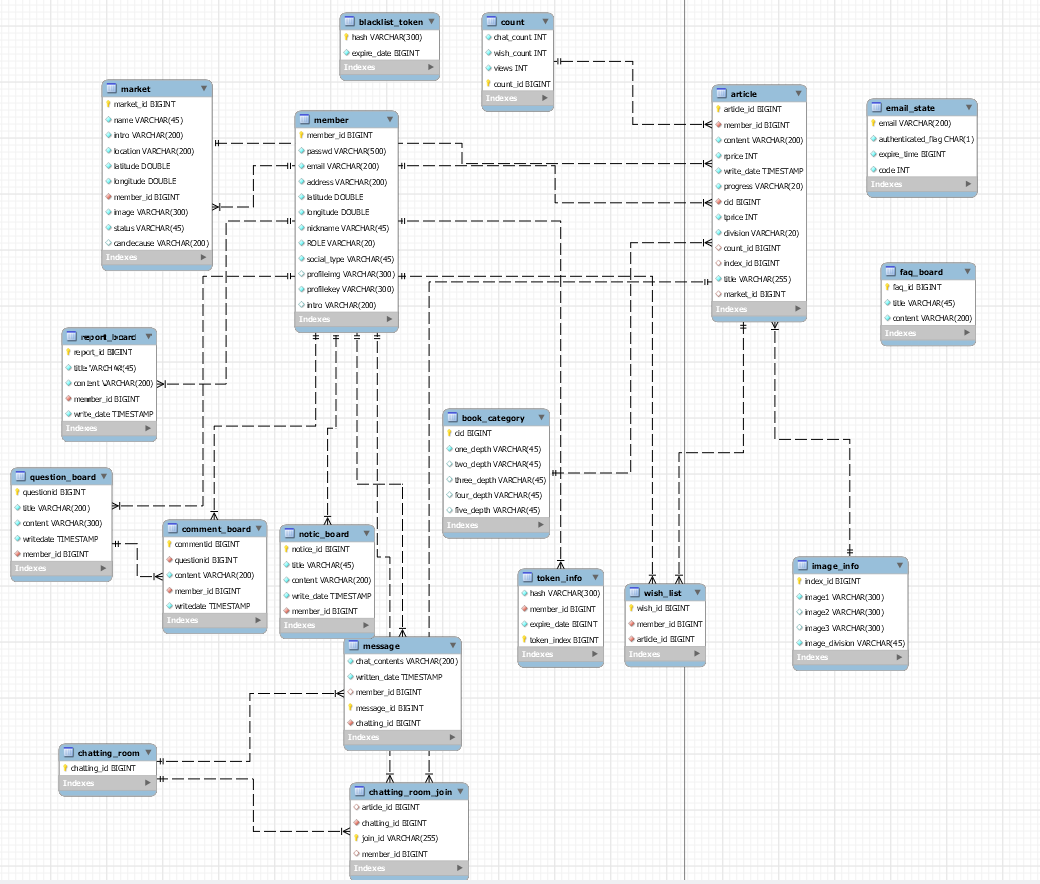 blacklist_token
hash VARCHAR(300)
expire_date BIGINT
Indexes
count
chat_count INT
wish_count INT
views INT
count_id BIGINT
Indexes
market
market_id BIGINT
name VARCHAR(45)
intro VARCHAR(200)
location VARCHAR(200)
latitude DOUBLE
longitude DOUBLE
member_id BIGINT
image VARCHAR(300)
status VARCHAR(45)
candecause VARCHAR(200)
Indexes
member
member_id BIGINT
passwd VARCHAR(500)
email VARCHAR(200)
address VARCHAR(200)
latitude DOUBLE
longitude DOUBLE
nickname VARCHAR(45)
ROLE VARCHAR(20)
social_type VARCHAR(45)
profileimg VARCHAR(300)
profilekey VARCHAR(300)
intro VARCHAR(200)
Indexes
article
article_id BIGINT
member_id BIGINT
content VARCHAR(200)
rprice INT
write_date TIMESTAMP
progress VARCHAR(20)
cid BIGINT
tprice INT
division VARCHAR(20)
count_id BIGINT
index_id BIGINT
title VARCHAR(255)
market_id BIGINT
Indexes
email_state
email VARCHAR(200)
authenticated_flag CHAR(1)
expire_time BIGINT
code INT
Indexes
faq_board
faq_id BIGINT
title VARCHAR(45)
content VARCHAR(200)
Indexes
report_board
report_id BIGINT
title VARCHAR(45)
content VARCHAR(200)
member_id BIGINT
write_date TIMESTAMP
Indexes
question_board
questionid BIGINT
title VARCHAR(200)
content VARCHAR(300)
writedate TIMESTAMP
member_id BIGINT
Indexes
comment_board
commentid BIGINT
questionid BIGINT
content VARCHAR(200)
member_id BIGINT
writedate TIMESTAMP
Indexes
notic_board
notice_id BIGINT
title VARCHAR(45)
content VARCHAR(200)
write_date TIMESTAMP
member_id BIGINT
Indexes
book_category
cid BIGINT
one_depth VARCHAR(45)
two_depth VARCHAR(45)
three_depth VARCHAR(45)
four_depth VARCHAR(45)
five_depth VARCHAR(45)
Indexes
token_info
hash VARCHAR(300)
member_id BIGINT
expire_date BIGINT
token_index BIGINT
Indexes
wish_list
wish_id BIGINT
member_id BIGINT
article_id BIGINT
Indexes
image_info
index_id BIGINT
image1 VARCHAR(300)
image2 VARCHAR(300)
image3 VARCHAR(300)
image_division VARCHAR(45)
Indexes
message
chat_contents VARCHAR(200)
written_date TIMESTAMP
member_id BIGINT
message_id BIGINT
chatting_id BIGINT
Indexes
chatting_room
chatting_id BIGINT
Indexes
chatting_room_join
article_id BIGINT
chatting_id BIGINT
join_id VARCHAR(255)
member_id BIGINT
Indexes